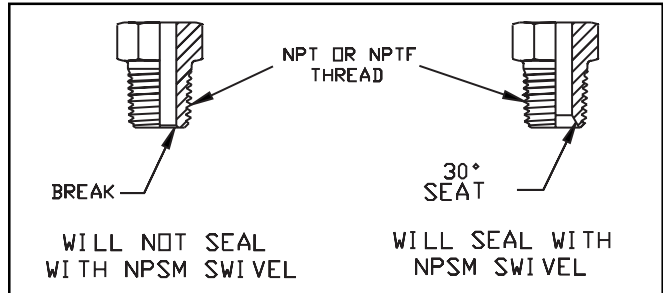 NPT OR NPTF
THREAD
BREAK
30°
SEAT
WILL NOT SEAL
WITH NPSM SWIVEL
WILL SEAL WITH
NPSM SWIVEL